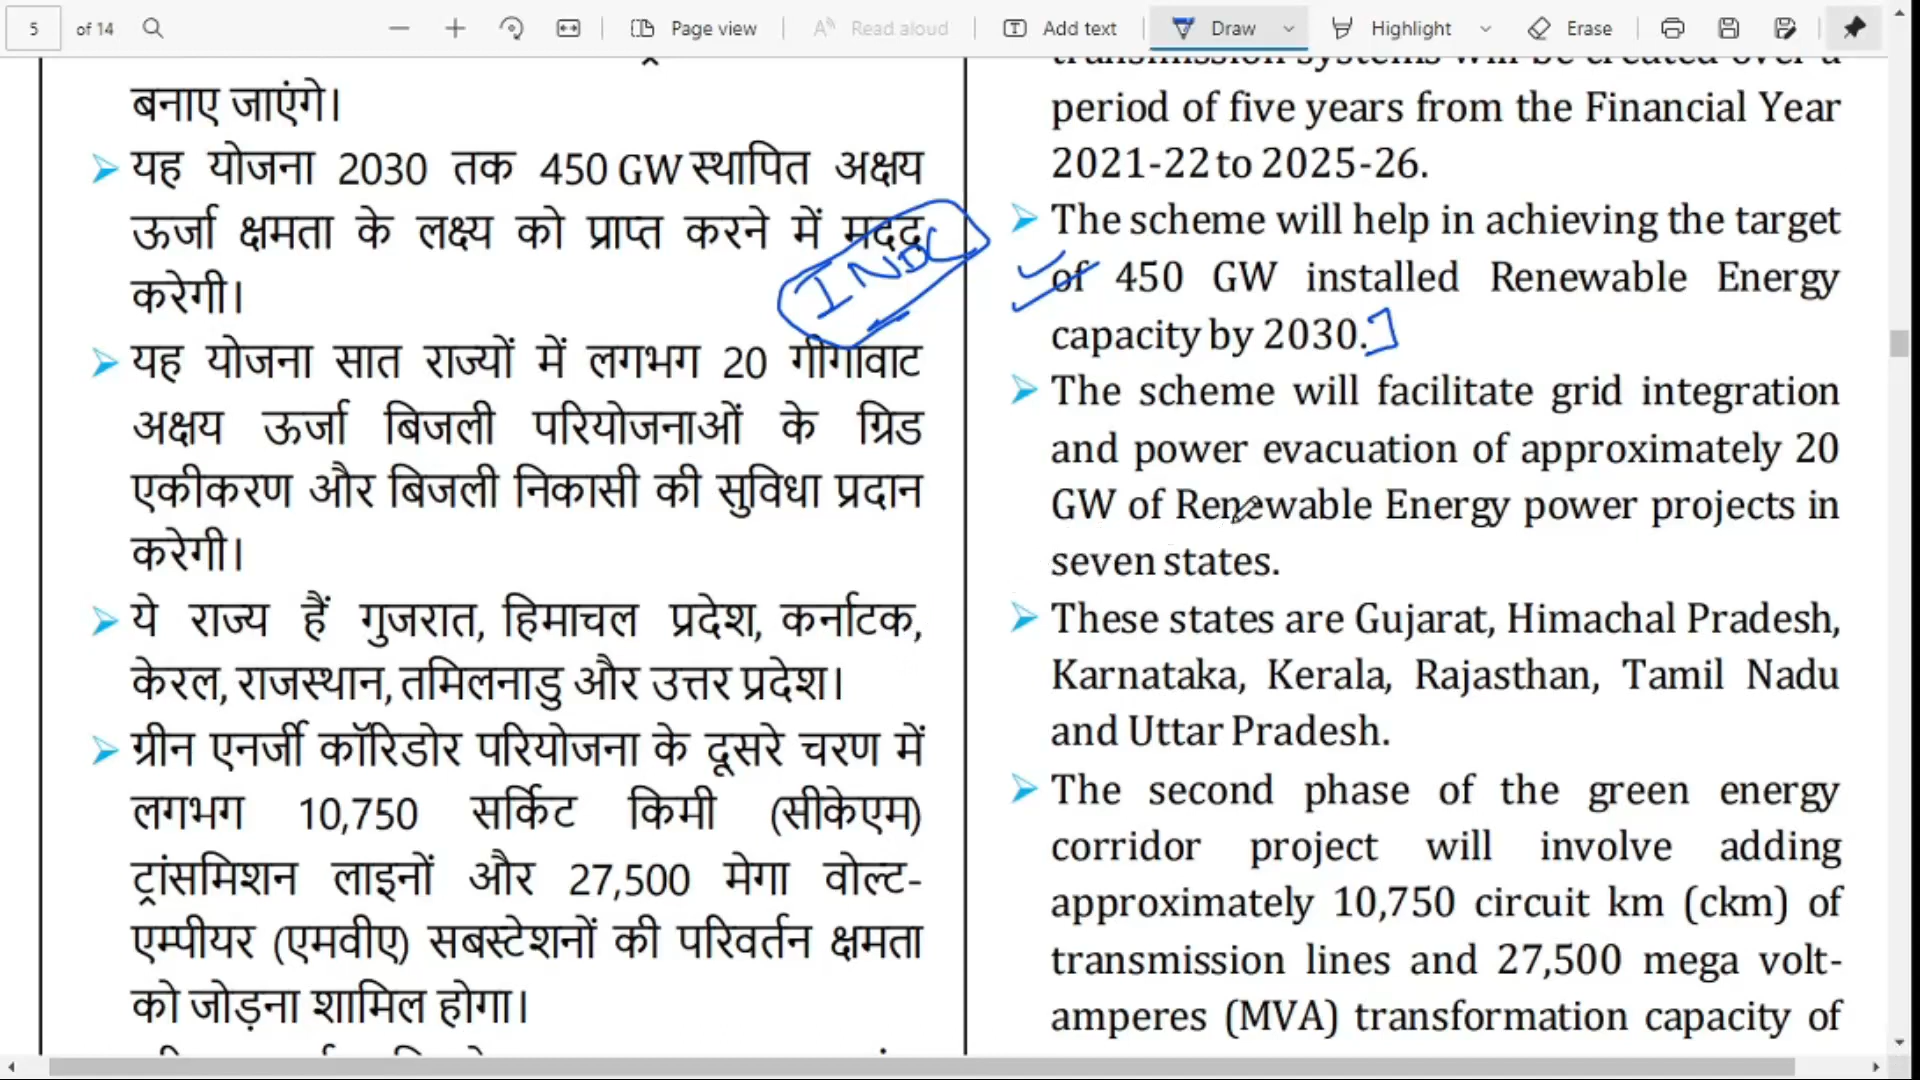 5 of 14 Page view Read aloud Add text Draw Highlight Erase
बनाए जाएंगे।
यह योजना 2030 तक 450 GW स्थापित अक्षय
ऊर्जा क्षमता के लक्ष्य को प्राप्त करने में मदद
करेगी।
INDC
यह योजना सात राज्यों में लगभग 20 गीगावाट
अक्षय ऊर्जा बिजली परियोजनाओं के ग्रिड
एकीकरण और बिजली निकासी की सुविधा प्रदान
करेगी।
ये राज्य हैं गुजरात, हिमाचल प्रदेश, कर्नाटक,
केरल, राजस्थान, तमिलनाडु और उत्तर प्रदेश।
ग्रीन एनर्जी कॉरिडोर परियोजना के दूसरे चरण में
लगभग 10,750 सर्किट किमी (सीकेएम)
ट्रांसमिशन लाइनों और 27,500 मेगा वोल्ट-
एम्पीयर (एमवीए) सबस्टेशनों की परिवर्तन क्षमता
को जोड़ना शामिल होगा।
transmission systems will be created over a
period of five years from the Financial Year
2021-22 to 2025-26.
The scheme will help in achieving the target
of 450 GW installed Renewable Energy
capacity by 2030.
The scheme will facilitate grid integration
and power evacuation of approximately 20
GW of Renewable Energy power projects in
seven states.
These states are Gujarat, Himachal Pradesh,
Karnataka, Kerala, Rajasthan, Tamil Nadu
and Uttar Pradesh.
The second phase of the green energy
corridor project will involve adding
approximately 10,750 circuit km (ckm) of
transmission lines and 27,500 mega volt-
amperes (MVA) transformation capacity of